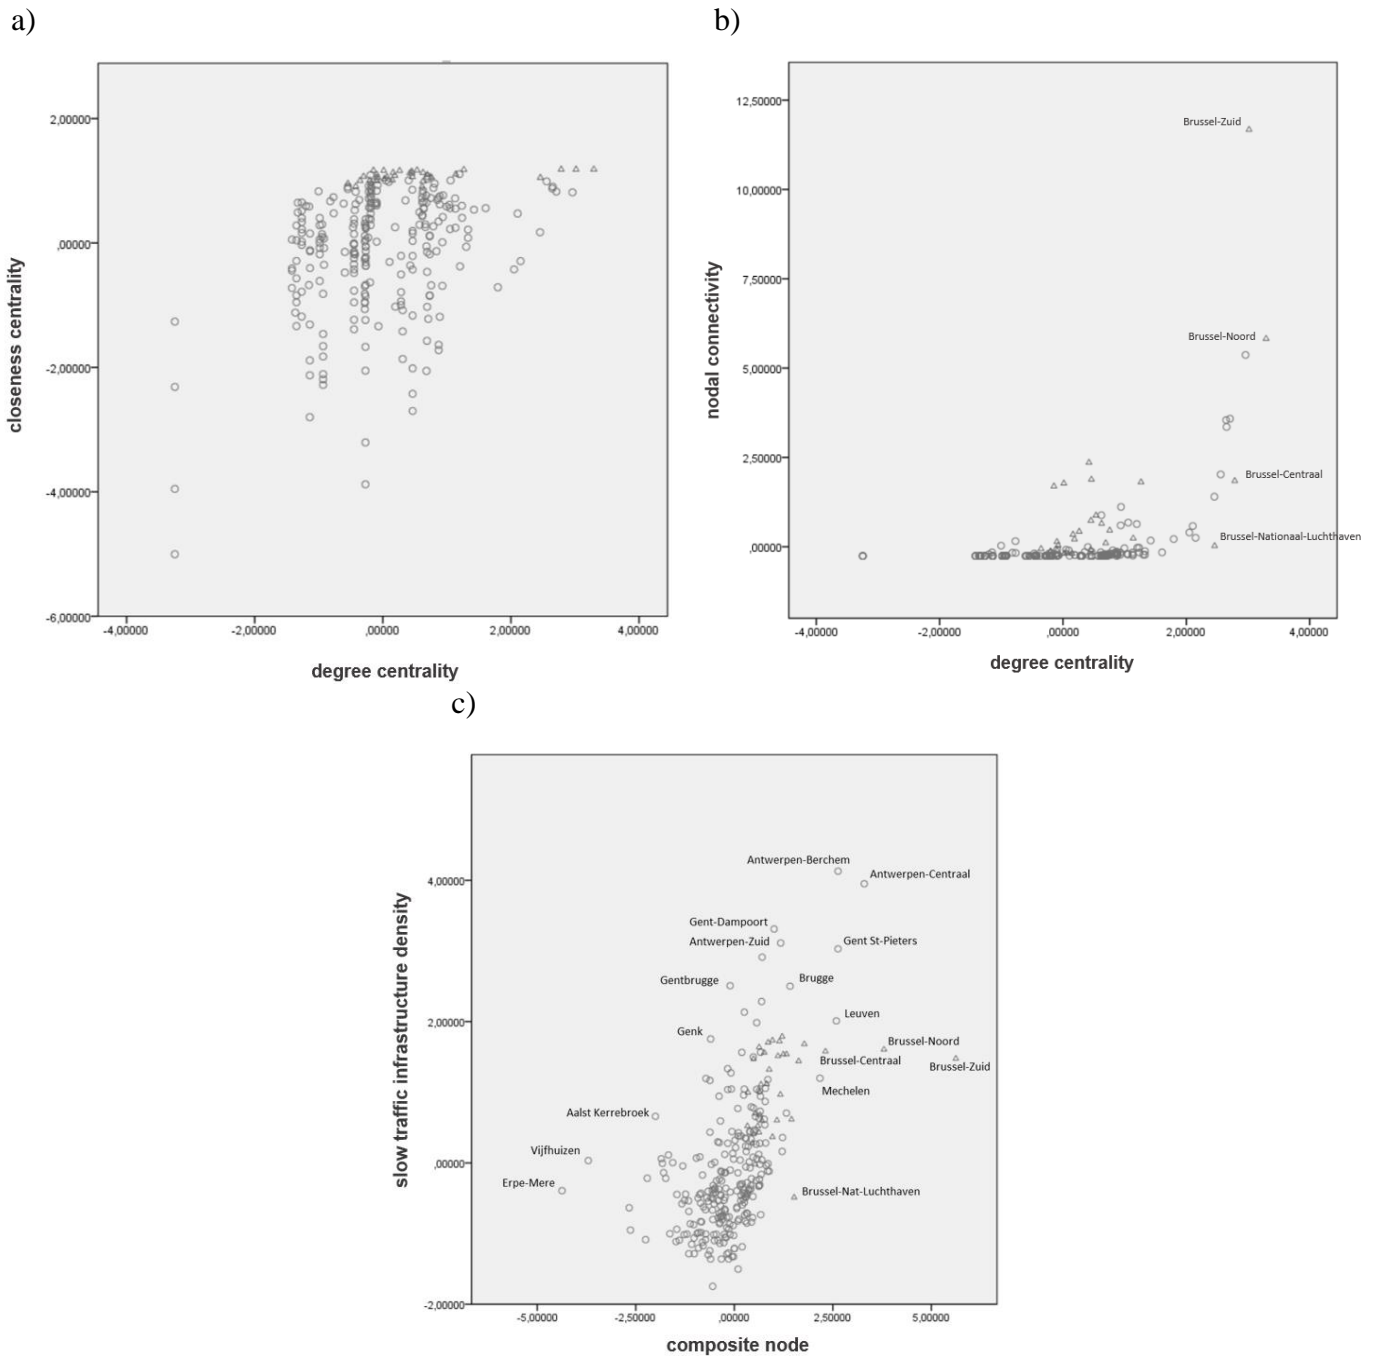 a)
b)
2,00000
,00000
-2,00000
-4,00000
-6,00000
-4,00000 -2,00000 ,00000 2,00000 4,00000
closeness centrality
degree centrality
12,50000
10,00000
7,50000
5,00000
2,50000
,00000
-4,00000 -2,00000 ,00000 2,00000 4,00000
nodal connectivity
degree centrality
Brussel-Zuid
Brussel-Noord
Brussel-Centraal
Brussel-Nationaal-Luchthaven
c)
4,00000
2,00000
,00000
-2,00000
-5,00000 -2,50000 ,00000 2,50000 5,00000
slow traffic infrastructure density
composite node
Antwerpen-Berchem
Antwerpen-Centraal
Gent-Dampoort
Antwerpen-Zuid
Gent St-Pieters
Gentbrugge
Brugge
Leuven
Genk
Brussel-Noord
Brussel-Centraal
Brussel-Zuid
Mechelen
Aalst Kerrebroek
Vijfhuizen
Erpe-Mere
Brussel-Nat-Luchthaven